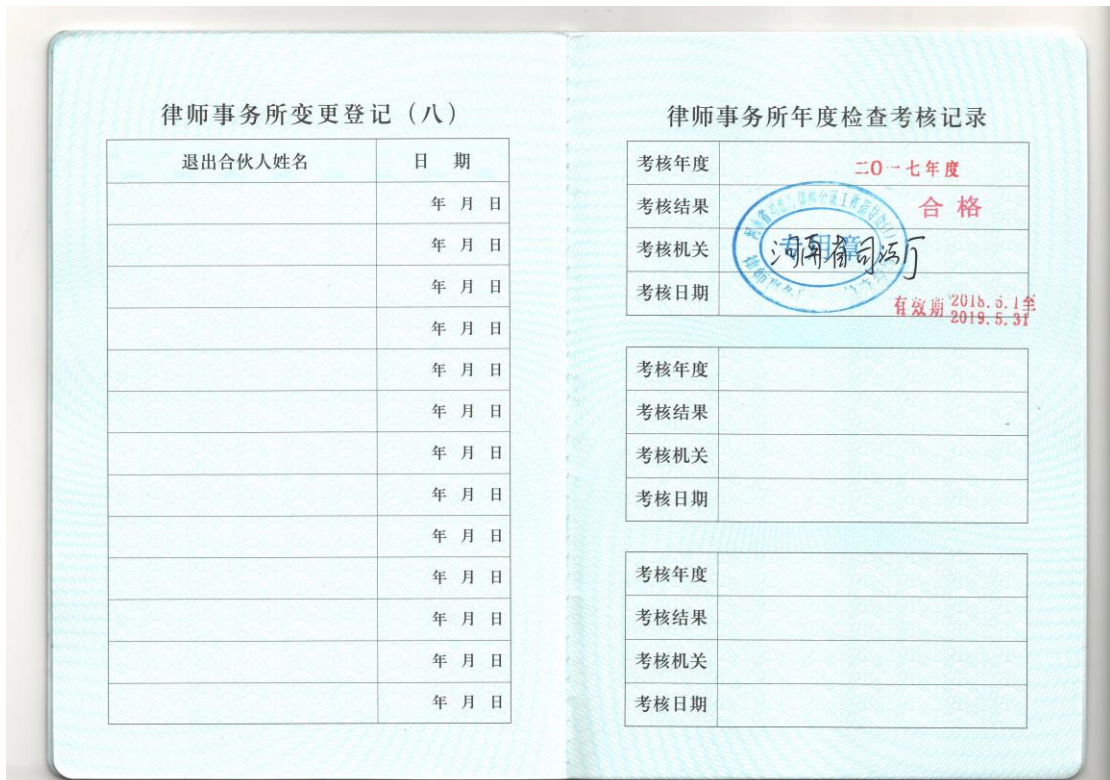 律师事务所变更登记（八）
退出合伙人姓名 日 期
年 月 日
年 月 日
年 月 日
年 月 日
年 月 日
年 月 日
年 月 日
年 月 日
年 月 日
年 月 日
年 月 日
年 月 日
年 月 日
律师事务所年度检查考核记录
考核年度 二〇一七年度
考核结果 合格
考核机关 河南省司法厅
专用章
考核日期
有效期 2018.6.1至
2019.5.31
考核年度
考核结果
考核机关
考核日期
考核年度
考核结果
考核机关
考核日期